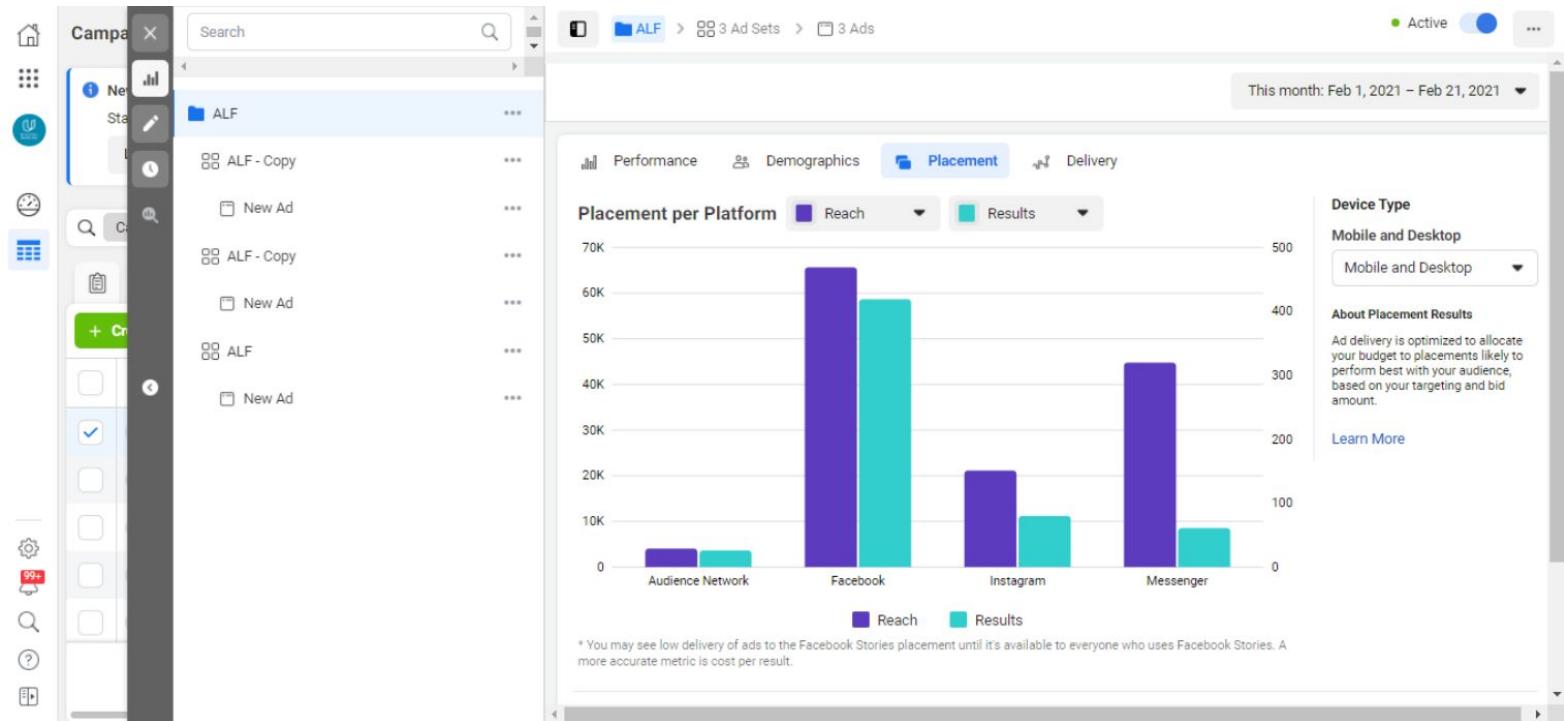 Campa
Ne
Sta
L
Ca
+ Cr
99+
Search
ALF
ALF - Copy
New Ad
ALF - Copy
New Ad
ALF
New Ad
ALF > 3 Ad Sets > 3 Ads
Active
This month: Feb 1, 2021 – Feb 21, 2021
Performance Demographics Placement Delivery
Placement per Platform Reach Results
70K 500
60K
400
50K
40K 300
30K
200
20K
100
10K
0 0
Audience Network Facebook Instagram Messenger
Reach Results
* You may see low delivery of ads to the Facebook Stories placement until it's available to everyone who uses Facebook Stories. A
more accurate metric is cost per result.
Device Type
Mobile and Desktop
Mobile and Desktop
About Placement Results
Ad delivery is optimized to allocate
your budget to placements likely to
perform best with your audience,
based on your targeting and bid
amount.
Learn More